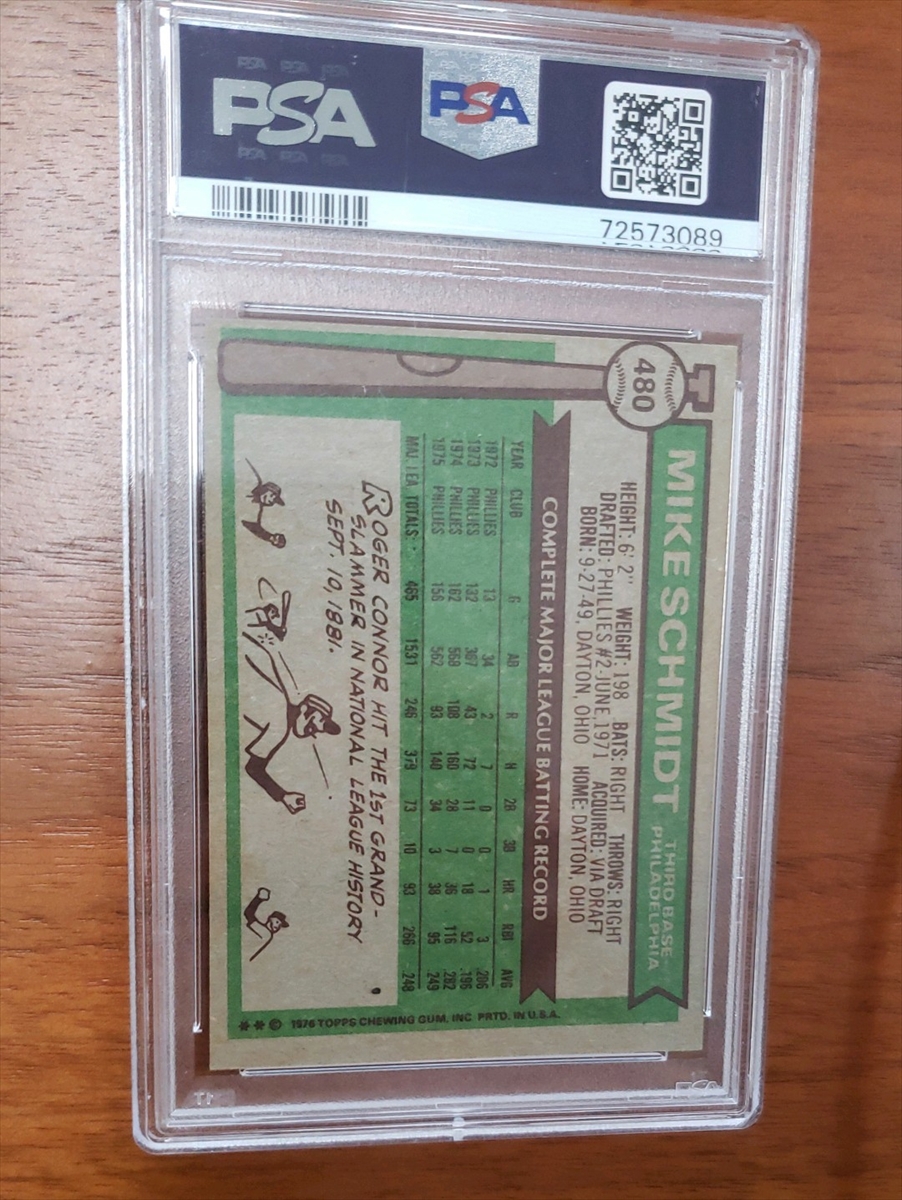 PSA
PSA
72573089
480
MIKE SCHMIDT
THIRD BASE
PHILADELPHIA
HEIGHT: 6' 2" WEIGHT: 198 BATS: RIGHT THROWS: RIGHT
DRAFTED: PHILLIES #2-JUNE, 1971 ACQUIRED: VIA DRAFT
BORN: 9-27-49, DAYTON, OHIO HOME: DAYTON, OHIO
COMPLETE MAJOR LEAGUE BATTING RECORD
YEAR CLUB G AB R H 2B 3B HR RBI AVG
1972 PHILLIES 13 34 2 7 0 0 1 3 .206
1973 PHILLIES 132 367 43 72 11 0 18 52 .196
1974 PHILLIES 162 568 108 160 28 7 36 116 .282
1975 PHILLIES 158 562 93 140 34 3 38 95 .249
MAJ. LEA. TOTALS 465 1531 246 379 73 10 93 266 .248
ROGER CONNOR HIT THE 1ST GRAND-
SLAMMER IN NATIONAL LEAGUE HISTORY
SEPT. 10, 1881.
** © 1976 TOPPS CHEWING GUM, INC. PRTD. IN U.S.A.
PSA